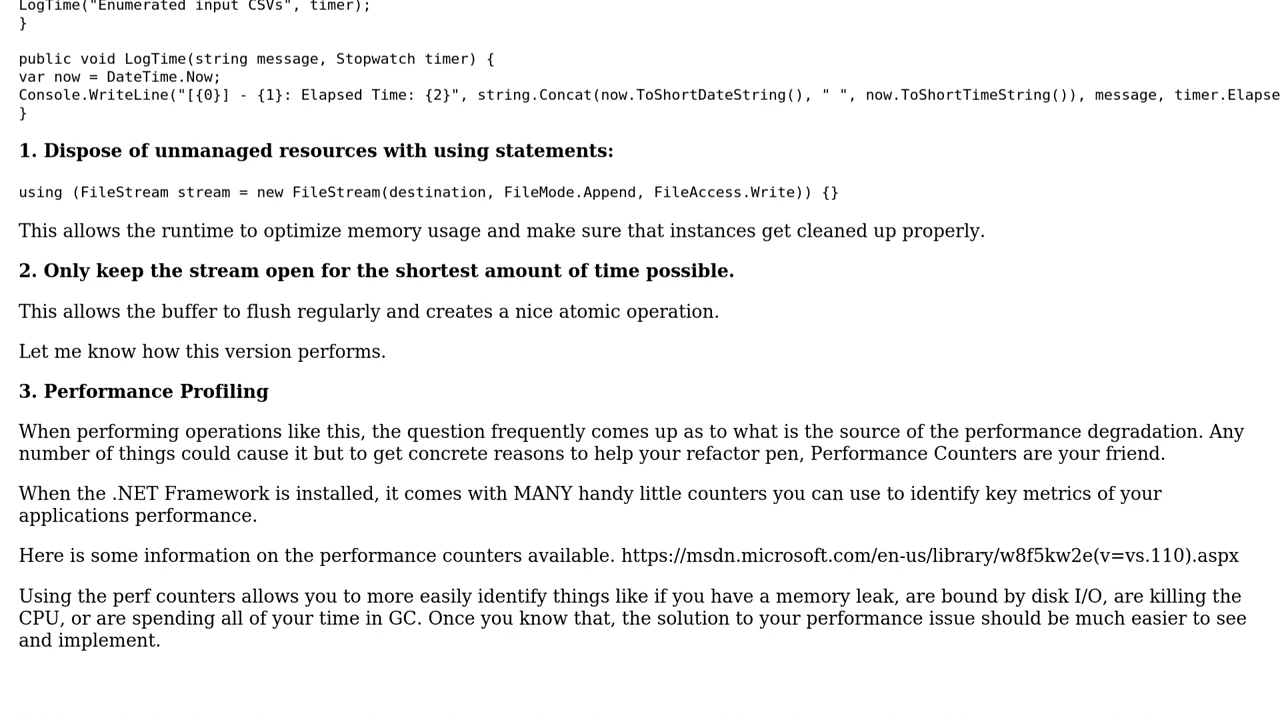 LogTime("Enumerated input CSVs", timer);
}
public void LogTime(string message, Stopwatch timer) {
var now = DateTime.Now;
Console.WriteLine("[{0}] - {1}: Elapsed Time: {2}", string.Concat(now.ToShortDateString(), " ", now.ToShortTimeString()), message, timer.Elapse
}
1. Dispose of unmanaged resources with using statements:
using (FileStream stream = new FileStream(destination, FileMode.Append, FileAccess.Write)) {}
This allows the runtime to optimize memory usage and make sure that instances get cleaned up properly.
2. Only keep the stream open for the shortest amount of time possible.
This allows the buffer to flush regularly and creates a nice atomic operation.
Let me know how this version performs.
3. Performance Profiling
When performing operations like this, the question frequently comes up as to what is the source of the performance degradation. Any
number of things could cause it but to get concrete reasons to help your refactor pen, Performance Counters are your friend.
When the .NET Framework is installed, it comes with MANY handy little counters you can use to identify key metrics of your
applications performance.
Here is some information on the performance counters available. https://msdn.microsoft.com/en-us/library/w8f5kw2e(v=vs.110).aspx
Using the perf counters allows you to more easily identify things like if you have a memory leak, are bound by disk I/O, are killing the
CPU, or are spending all of your time in GC. Once you know that, the solution to your performance issue should be much easier to see
and implement.